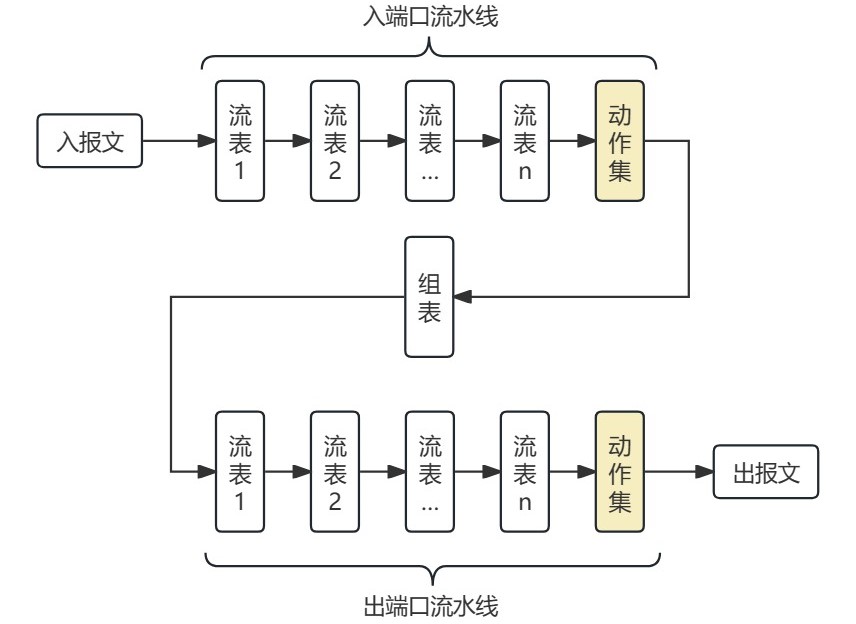 入端口流水线
入报文
流表1
流表2
流表...
流表n
动作集
组表
流表1
流表2
流表...
流表n
动作集
出报文
出端口流水线